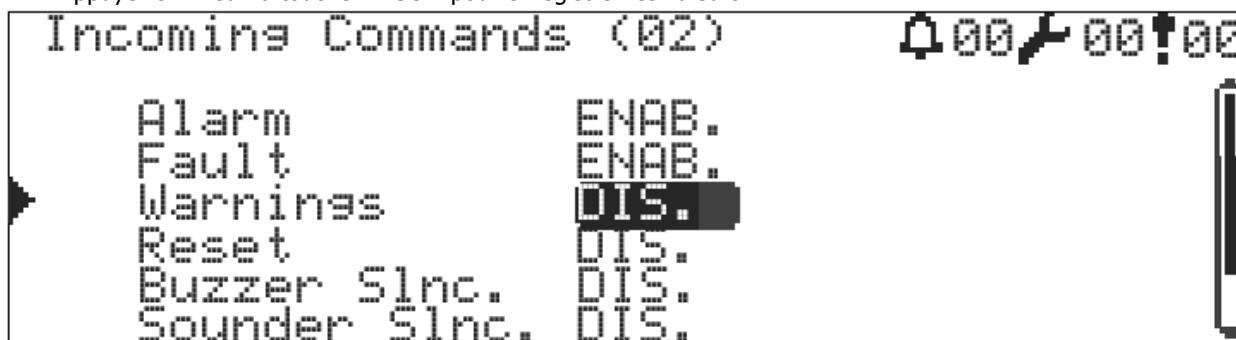 Incoming Commands (02) 00 00 00
Alarm ENAB.
Fault ENAB.
Warnings DIS.
Reset DIS.
Buzzer Slnc. DIS.
Sounder Slnc. DIS.